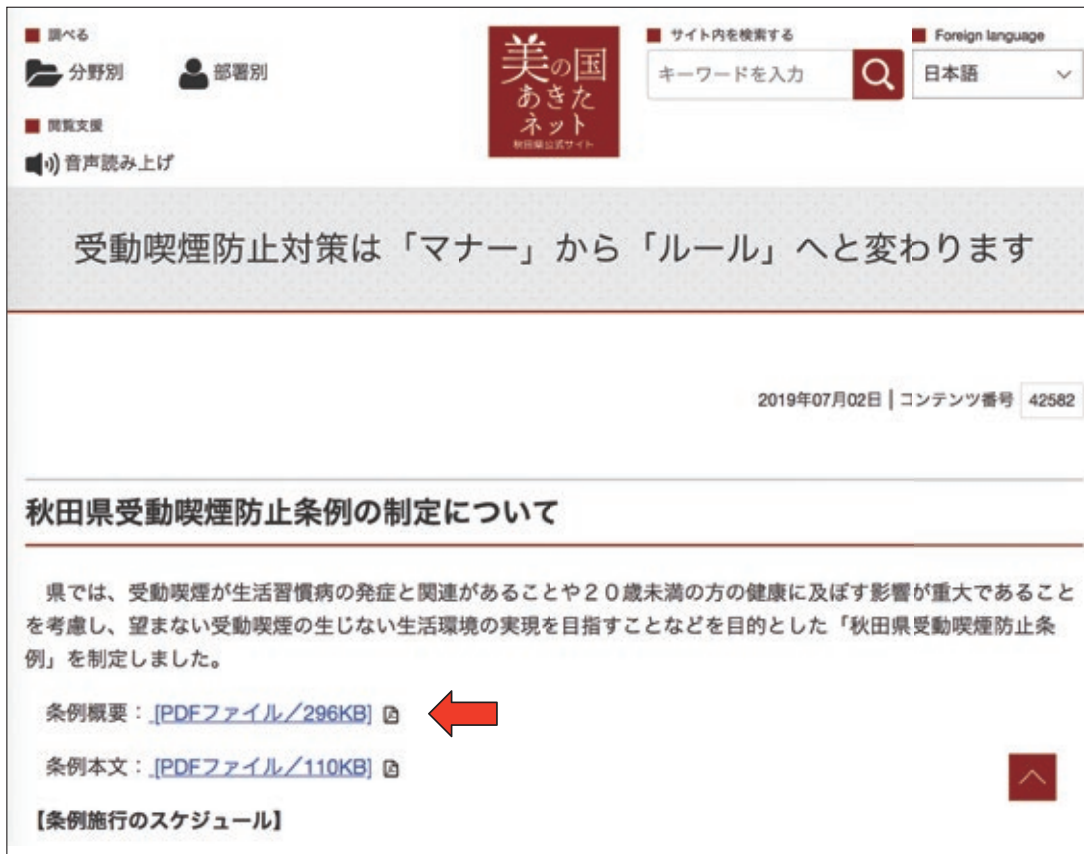 調べる
分野別
部署別
閲覧支援
音声読み上げ
美の国
あきた
ネット
秋田県公式サイト
サイト内を検索する
キーワードを入力
Foreign language
日本語
受動喫煙防止対策は「マナー」から「ルール」へと変わります
2019年07月02日 | コンテンツ番号 42582
秋田県受動喫煙防止条例の制定について
県では、受動喫煙が生活習慣病の発症と関連があることや２０歳未満の方の健康に及ぼす影響が重大であること
を考慮し、望まない受動喫煙の生じない生活環境の実現を目指すことなどを目的とした「秋田県受動喫煙防止条
例」を制定しました。
条例概要： [PDFファイル／296KB]
条例本文： [PDFファイル／110KB]
【条例施行のスケジュール】